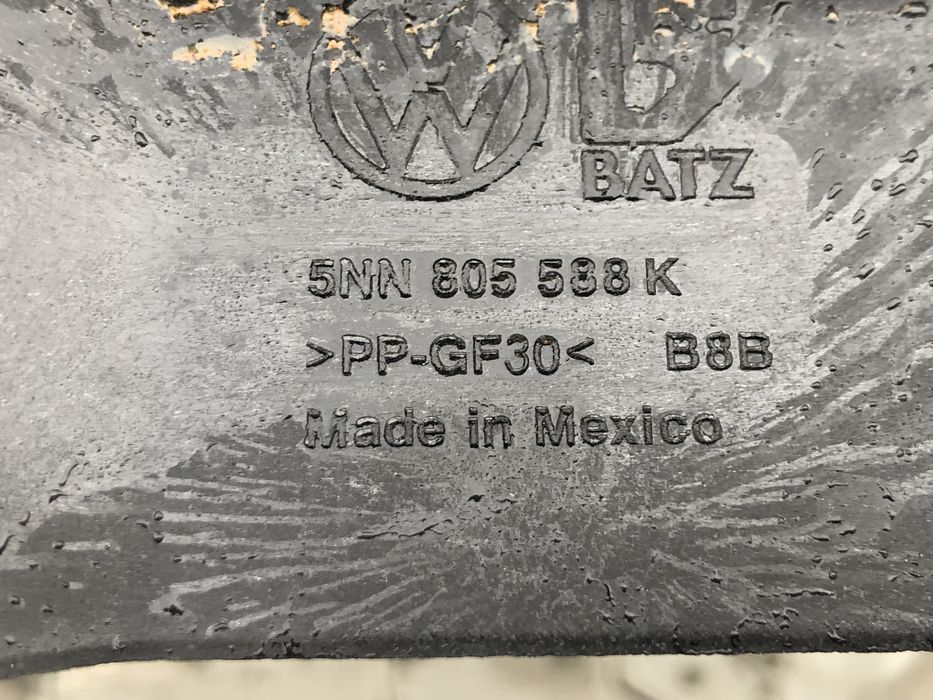 BATZ
5NN 805 588 K
>PP-GF30< B8B
Made in Mexico